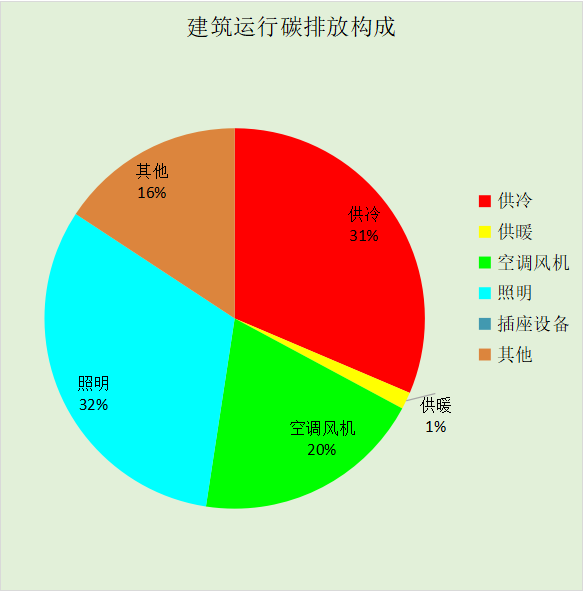 建筑运行碳排放构成
其他
16%
供冷
31%
供冷
供暖
空调风机
照明
插座设备
其他
照明
32%
供暖
1%
空调风机
20%